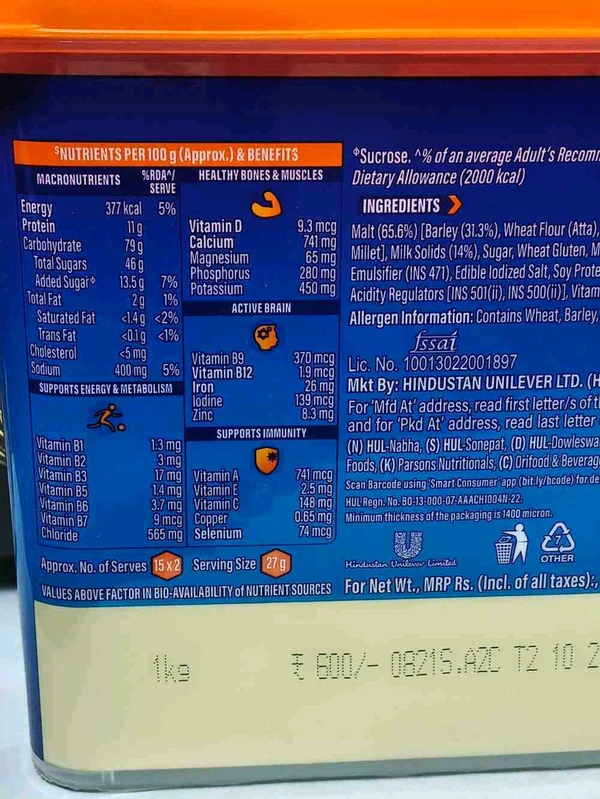 $NUTRIENTS PER 100 g (Approx.) & BENEFITS
MACRONUTRIENTS %RDA^/ SERVE
Energy 377 kcal 5%
Protein 11 g
Carbohydrate 79 g
Total Sugars 46 g
Added Sugar⌖ 13.5 g 7%
Total Fat 2 g 1%
Saturated Fat <1.4 g <2%
Trans Fat <0.1 g <1%
Cholesterol <5 mg
Sodium 400 mg 5%
SUPPORTS ENERGY & METABOLISM
Vitamin B1 1.3 mg
Vitamin B2 3 mg
Vitamin B3 17 mg
Vitamin B5 1.4 mg
Vitamin B6 3.7 mg
Vitamin B7 9 mcg
Chloride 565 mg
HEALTHY BONES & MUSCLES
Vitamin D 9.3 mcg
Calcium 741 mg
Magnesium 65 mg
Phosphorus 280 mg
Potassium 450 mg
ACTIVE BRAIN
Vitamin B9 370 mcg
Vitamin B12 1.9 mcg
Iron 26 mg
Iodine 139 mcg
Zinc 8.3 mg
SUPPORTS IMMUNITY
Vitamin A 741 mcg
Vitamin E 2.5 mg
Vitamin C 148 mg
Copper 0.65 mg
Selenium 74 mcg
Approx. No. of Serves 15 x 2 Serving Size 27 g
VALUES ABOVE FACTOR IN BIO-AVAILABILITY of NUTRIENT SOURCES
⌖Sucrose. ^% of an average Adult's Recom
Dietary Allowance (2000 kcal)
INGREDIENTS
Malt (65.6%) [Barley (31.3%), Wheat Flour (Atta),
Millet], Milk Solids (14%), Sugar, Wheat Gluten, M
Emulsifier (INS 471), Edible Iodized Salt, Soy Prote
Acidity Regulators [INS 501(ii), INS 500(ii)], Vitam
Allergen Information: Contains Wheat, Barley,
fssai
Lic. No. 10013022001897
Mkt By: HINDUSTAN UNILEVER LTD. (H
For 'Mfd At' address, read first letter/s of t
and for 'Pkd At' address, read last letter
(N) HUL-Nabha, (S) HUL-Sonepat, (D) HUL-Dowleswa
Foods, (K) Parsons Nutritionals, (C) Orifood & Beverag
Scan Barcode using 'Smart Consumer' app (bit.ly/bcode) for de
HUL Regn. No. BO-13-000-07-AAACH1004N-22.
Minimum thickness of the packaging is 1400 micron.
Hindustan Unilever Limited
7
OTHER
For Net Wt., MRP Rs. (Incl. of all taxes):,
1kg ₹ 600/- 08215.A2C T2 10 2